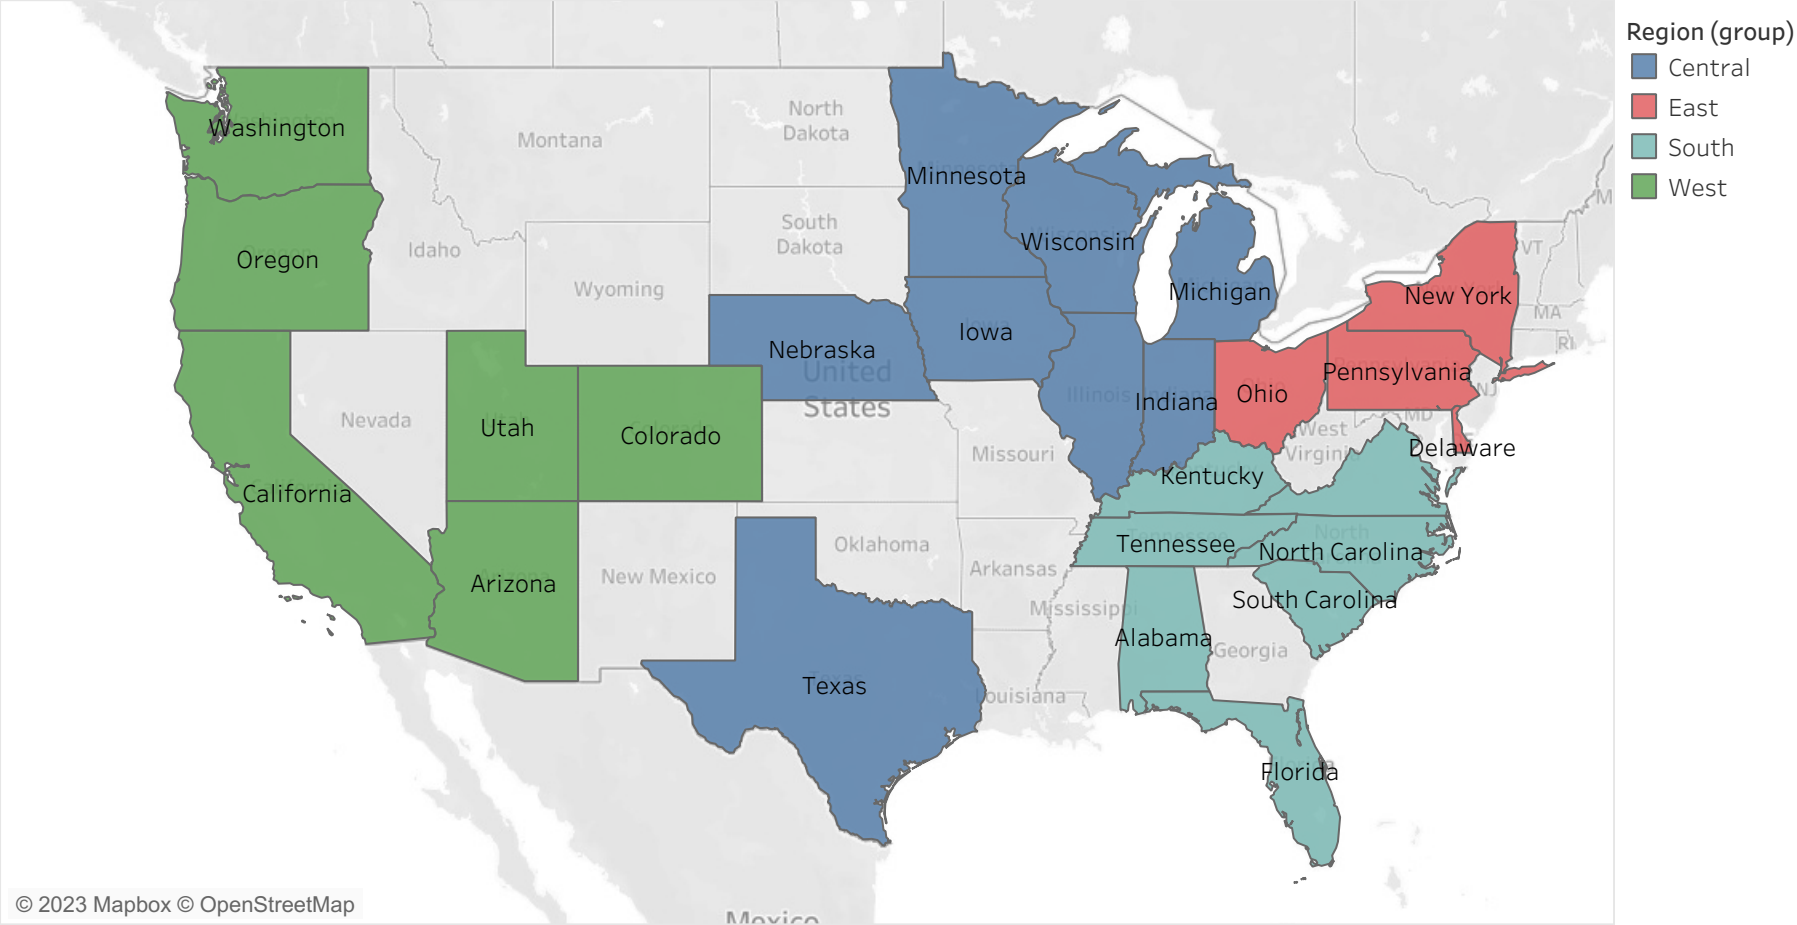 Region (group)
Central
East
South
West
Washington
Montana
North
Dakota
Minnesota
Oregon
Idaho
South
Dakota
Wisconsin
Wyoming
Michigan
New York
VT
MA
RI
M
Nebraska
Iowa
United
States
Pennsylvania
NJ
Ohio
Illinois
Indiana
MD
Nevada
Utah
Colorado
West
Virginia
Delaware
Missouri
Kentucky
California
Tennessee
North Carolina
Oklahoma
Arkansas
Arizona
New Mexico
Mississippi
South Carolina
Alabama
Georgia
Texas
Louisiana
Florida
Mexico
© 2023 Mapbox © OpenStreetMap